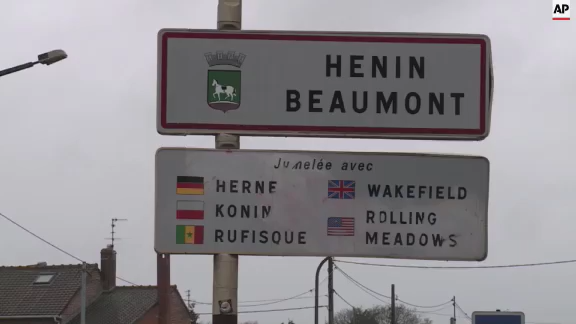 AP
HENIN
BEAUMONT
Jumelée avec
HERNE
KONIN
RUFISQUE
WAKEFIELD
ROLLING
MEADOWS